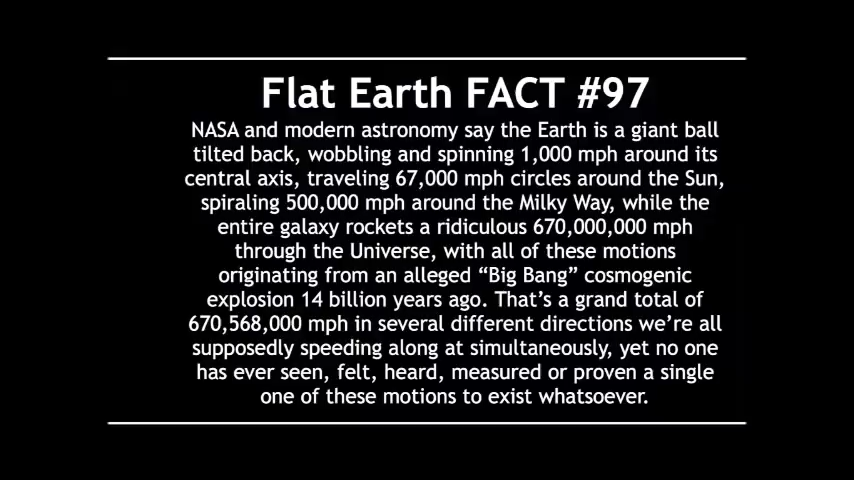 Flat Earth FACT #97
NASA and modern astronomy say the Earth is a giant ball
tilted back, wobbling and spinning 1,000 mph around its
central axis, traveling 67,000 mph circles around the Sun,
spiraling 500,000 mph around the Milky Way, while the
entire galaxy rockets a ridiculous 670,000,000 mph
through the Universe, with all of these motions
originating from an alleged “Big Bang” cosmogenic
explosion 14 billion years ago. That’s a grand total of
670,568,000 mph in several different directions we’re all
supposedly speeding along at simultaneously, yet no one
has ever seen, felt, heard, measured or proven a single
one of these motions to exist whatsoever.